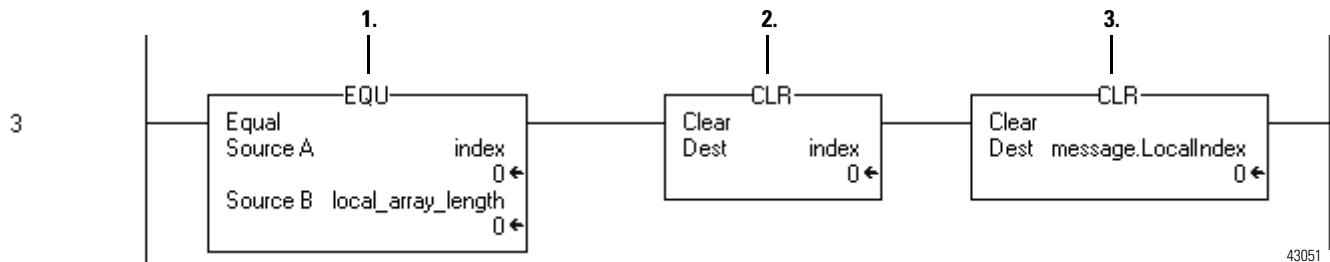 1.
2.
3.
3
EQU
Equal
Source A index
0←
Source B local_array_length
0←
CLR
Clear
Dest index
0←
CLR
Clear
Dest message.LocalIndex
0←
43051